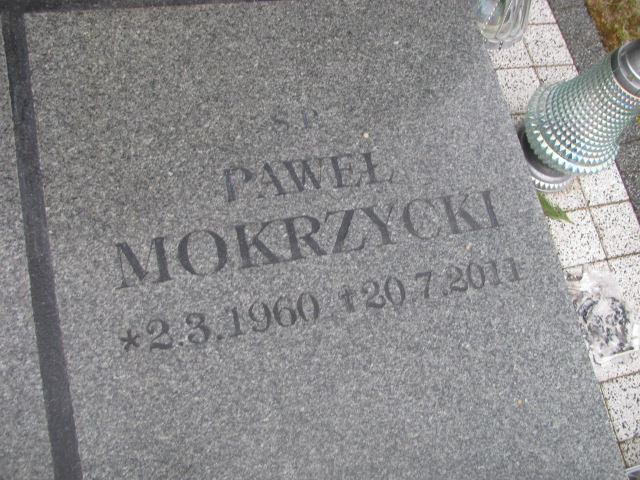 S.P.
PAWEŁ
MOKRZYCKI
*2.3.1960 †20.7.2011